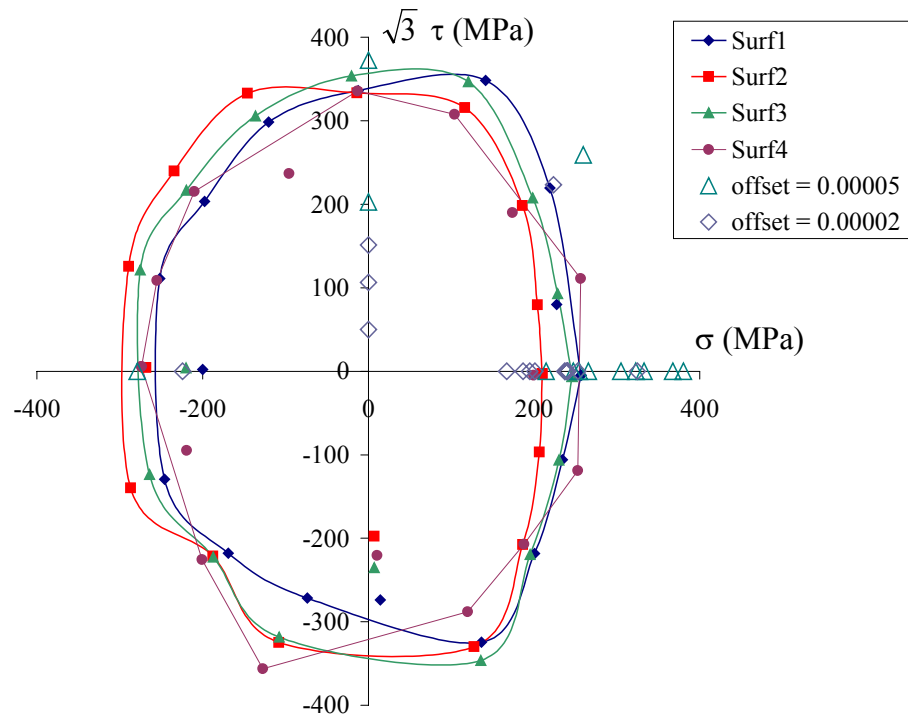 400
√3 τ (MPa)
Surf1
Surf2
Surf3
Surf4
offset = 0.00005
offset = 0.00002
300
200
100
σ (MPa)
0
-400
-200
0
200
400
-100
-200
-300
-400